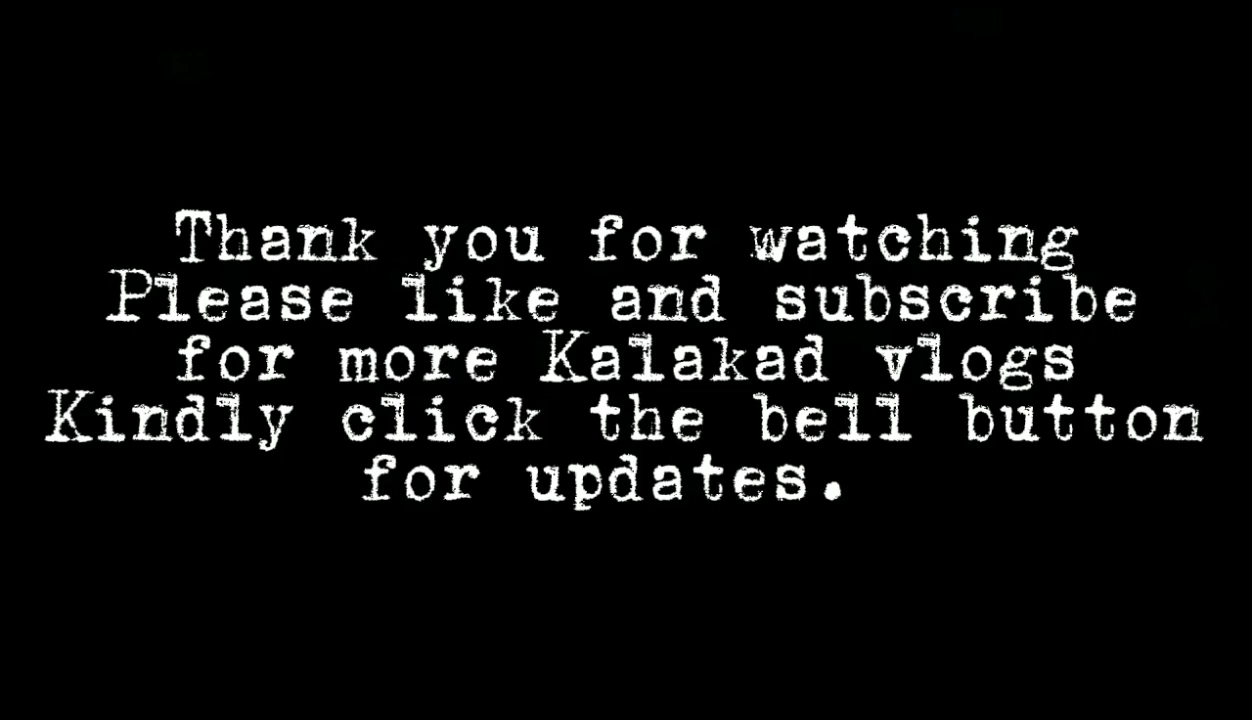 Thank you for watching
Please like and subscribe
for more Kalakad vlogs
Kindly click the bell button
for updates.